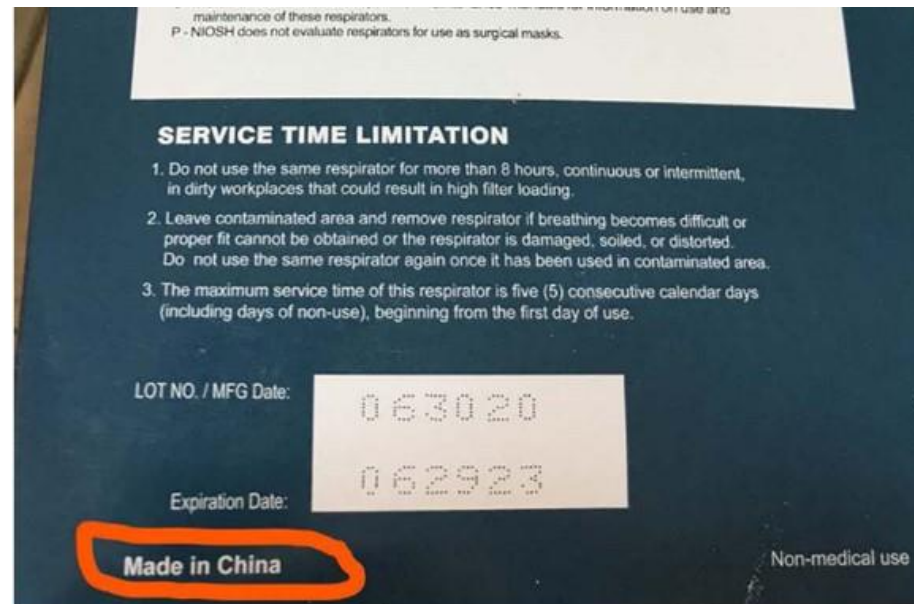 maintenance of these respirators.
P - NIOSH does not evaluate respirators for use as surgical masks.
SERVICE TIME LIMITATION
1. Do not use the same respirator for more than 8 hours, continuous or intermittent,
in dirty workplaces that could result in high filter loading.
2. Leave contaminated area and remove respirator if breathing becomes difficult or
proper fit cannot be obtained or the respirator is damaged, soiled, or distorted.
Do not use the same respirator again once it has been used in contaminated area.
3. The maximum service time of this respirator is five (5) consecutive calendar days
(including days of non-use), beginning from the first day of use.
LOT NO. / MFG Date:
063020
062923
Expiration Date:
Made in China
Non-medical use